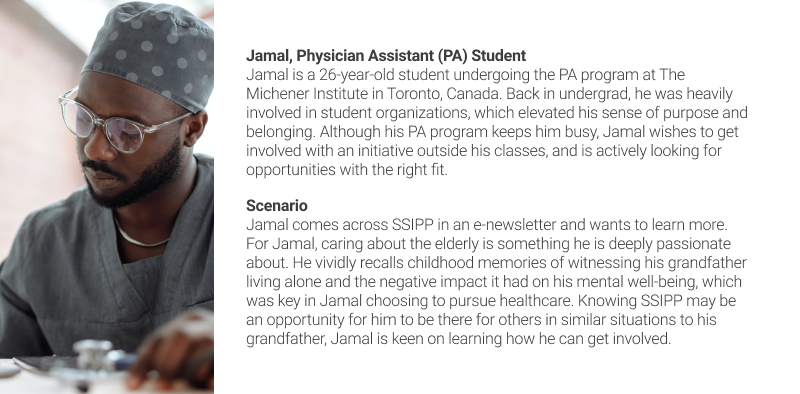 Jamal, Physician Assistant (PA) Student
Jamal is a 26-year-old student undergoing the PA program at The
Michener Institute in Toronto, Canada. Back in undergrad, he was heavily
involved in student organizations, which elevated his sense of purpose and
belonging. Although his PA program keeps him busy, Jamal wishes to get
involved with an initiative outside his classes, and is actively looking for
opportunities with the right fit.
Scenario
Jamal comes across SSIPP in an e-newsletter and wants to learn more.
For Jamal, caring about the elderly is something he is deeply passionate
about. He vividly recalls childhood memories of witnessing his grandfather
living alone and the negative impact it had on his mental well-being, which
was key in Jamal choosing to pursue healthcare. Knowing SSIPP may be
an opportunity for him to be there for others in similar situations to his
grandfather, Jamal is keen on learning how he can get involved.